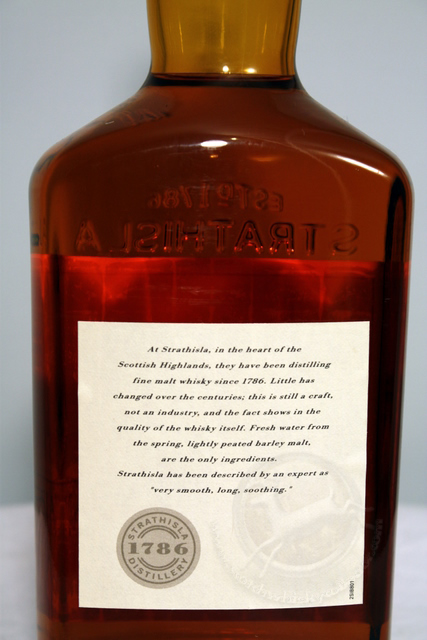 ESTD 1786
STRATHISLA
At Strathisla, in the heart of the
Scottish Highlands, they have been distilling
fine malt whisky since 1786. Little has
changed over the centuries; this is still a craft,
not an industry, and the fact shows in the
quality of the whisky itself. Fresh water from
the spring, lightly peated barley malt,
are the only ingredients.
Strathisla has been described by an expert as
"very smooth, long, soothing."
STRATHISLA
1786
DISTILLERY